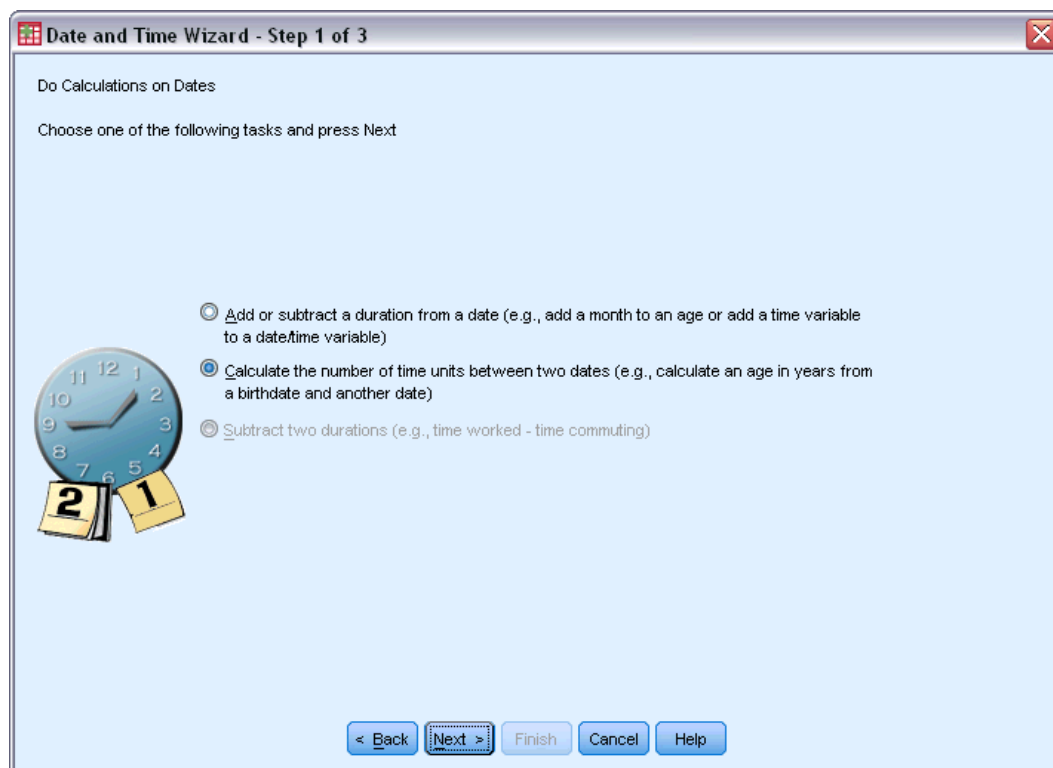 Date and Time Wizard - Step 1 of 3
Do Calculations on Dates
Choose one of the following tasks and press Next
Add or subtract a duration from a date (e.g., add a month to an age or add a time variable
to a date/time variable)
Calculate the number of time units between two dates (e.g., calculate an age in years from
a birthdate and another date)
Subtract two durations (e.g., time worked - time commuting)
11 12 1
10 2
9 3
8 4
7 6 5
2 1
< Back Next > Finish Cancel Help